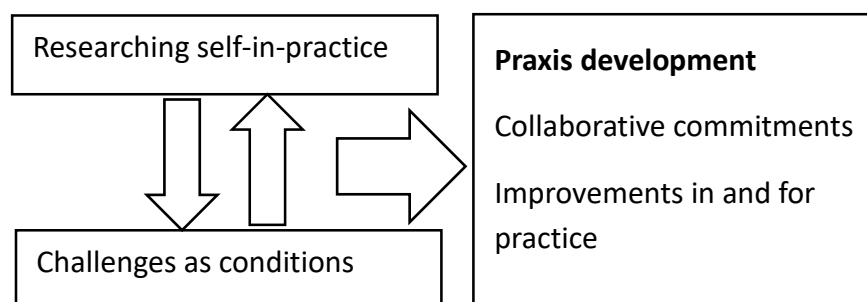 Researching self-in-practice
Challenges as conditions
Praxis development
Collaborative commitments
Improvements in and for
practice